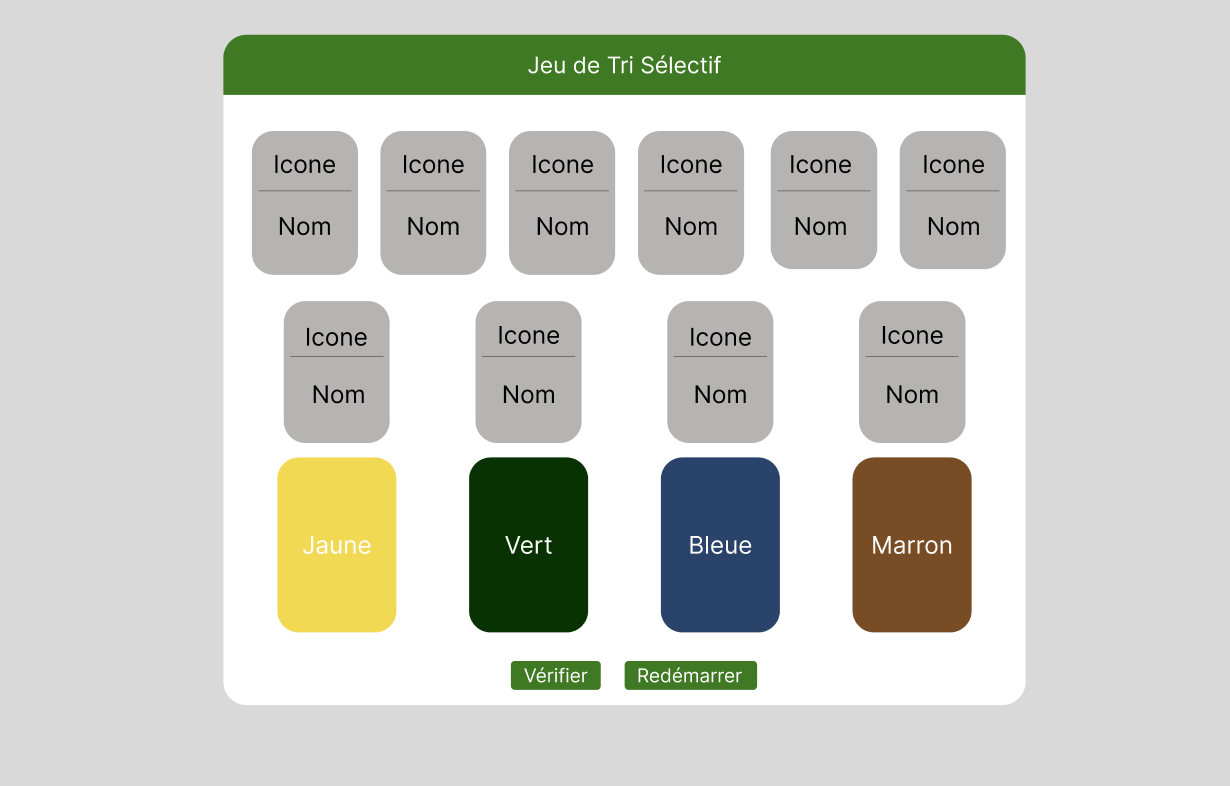 Jeu de Tri Sélectif
Icone Icone Icone Icone Icone Icone
Nom Nom Nom Nom Nom Nom
Icone Icone Icone Icone
Nom Nom Nom Nom
Jaune Vert Bleue Marron
Vérifier Redémarrer